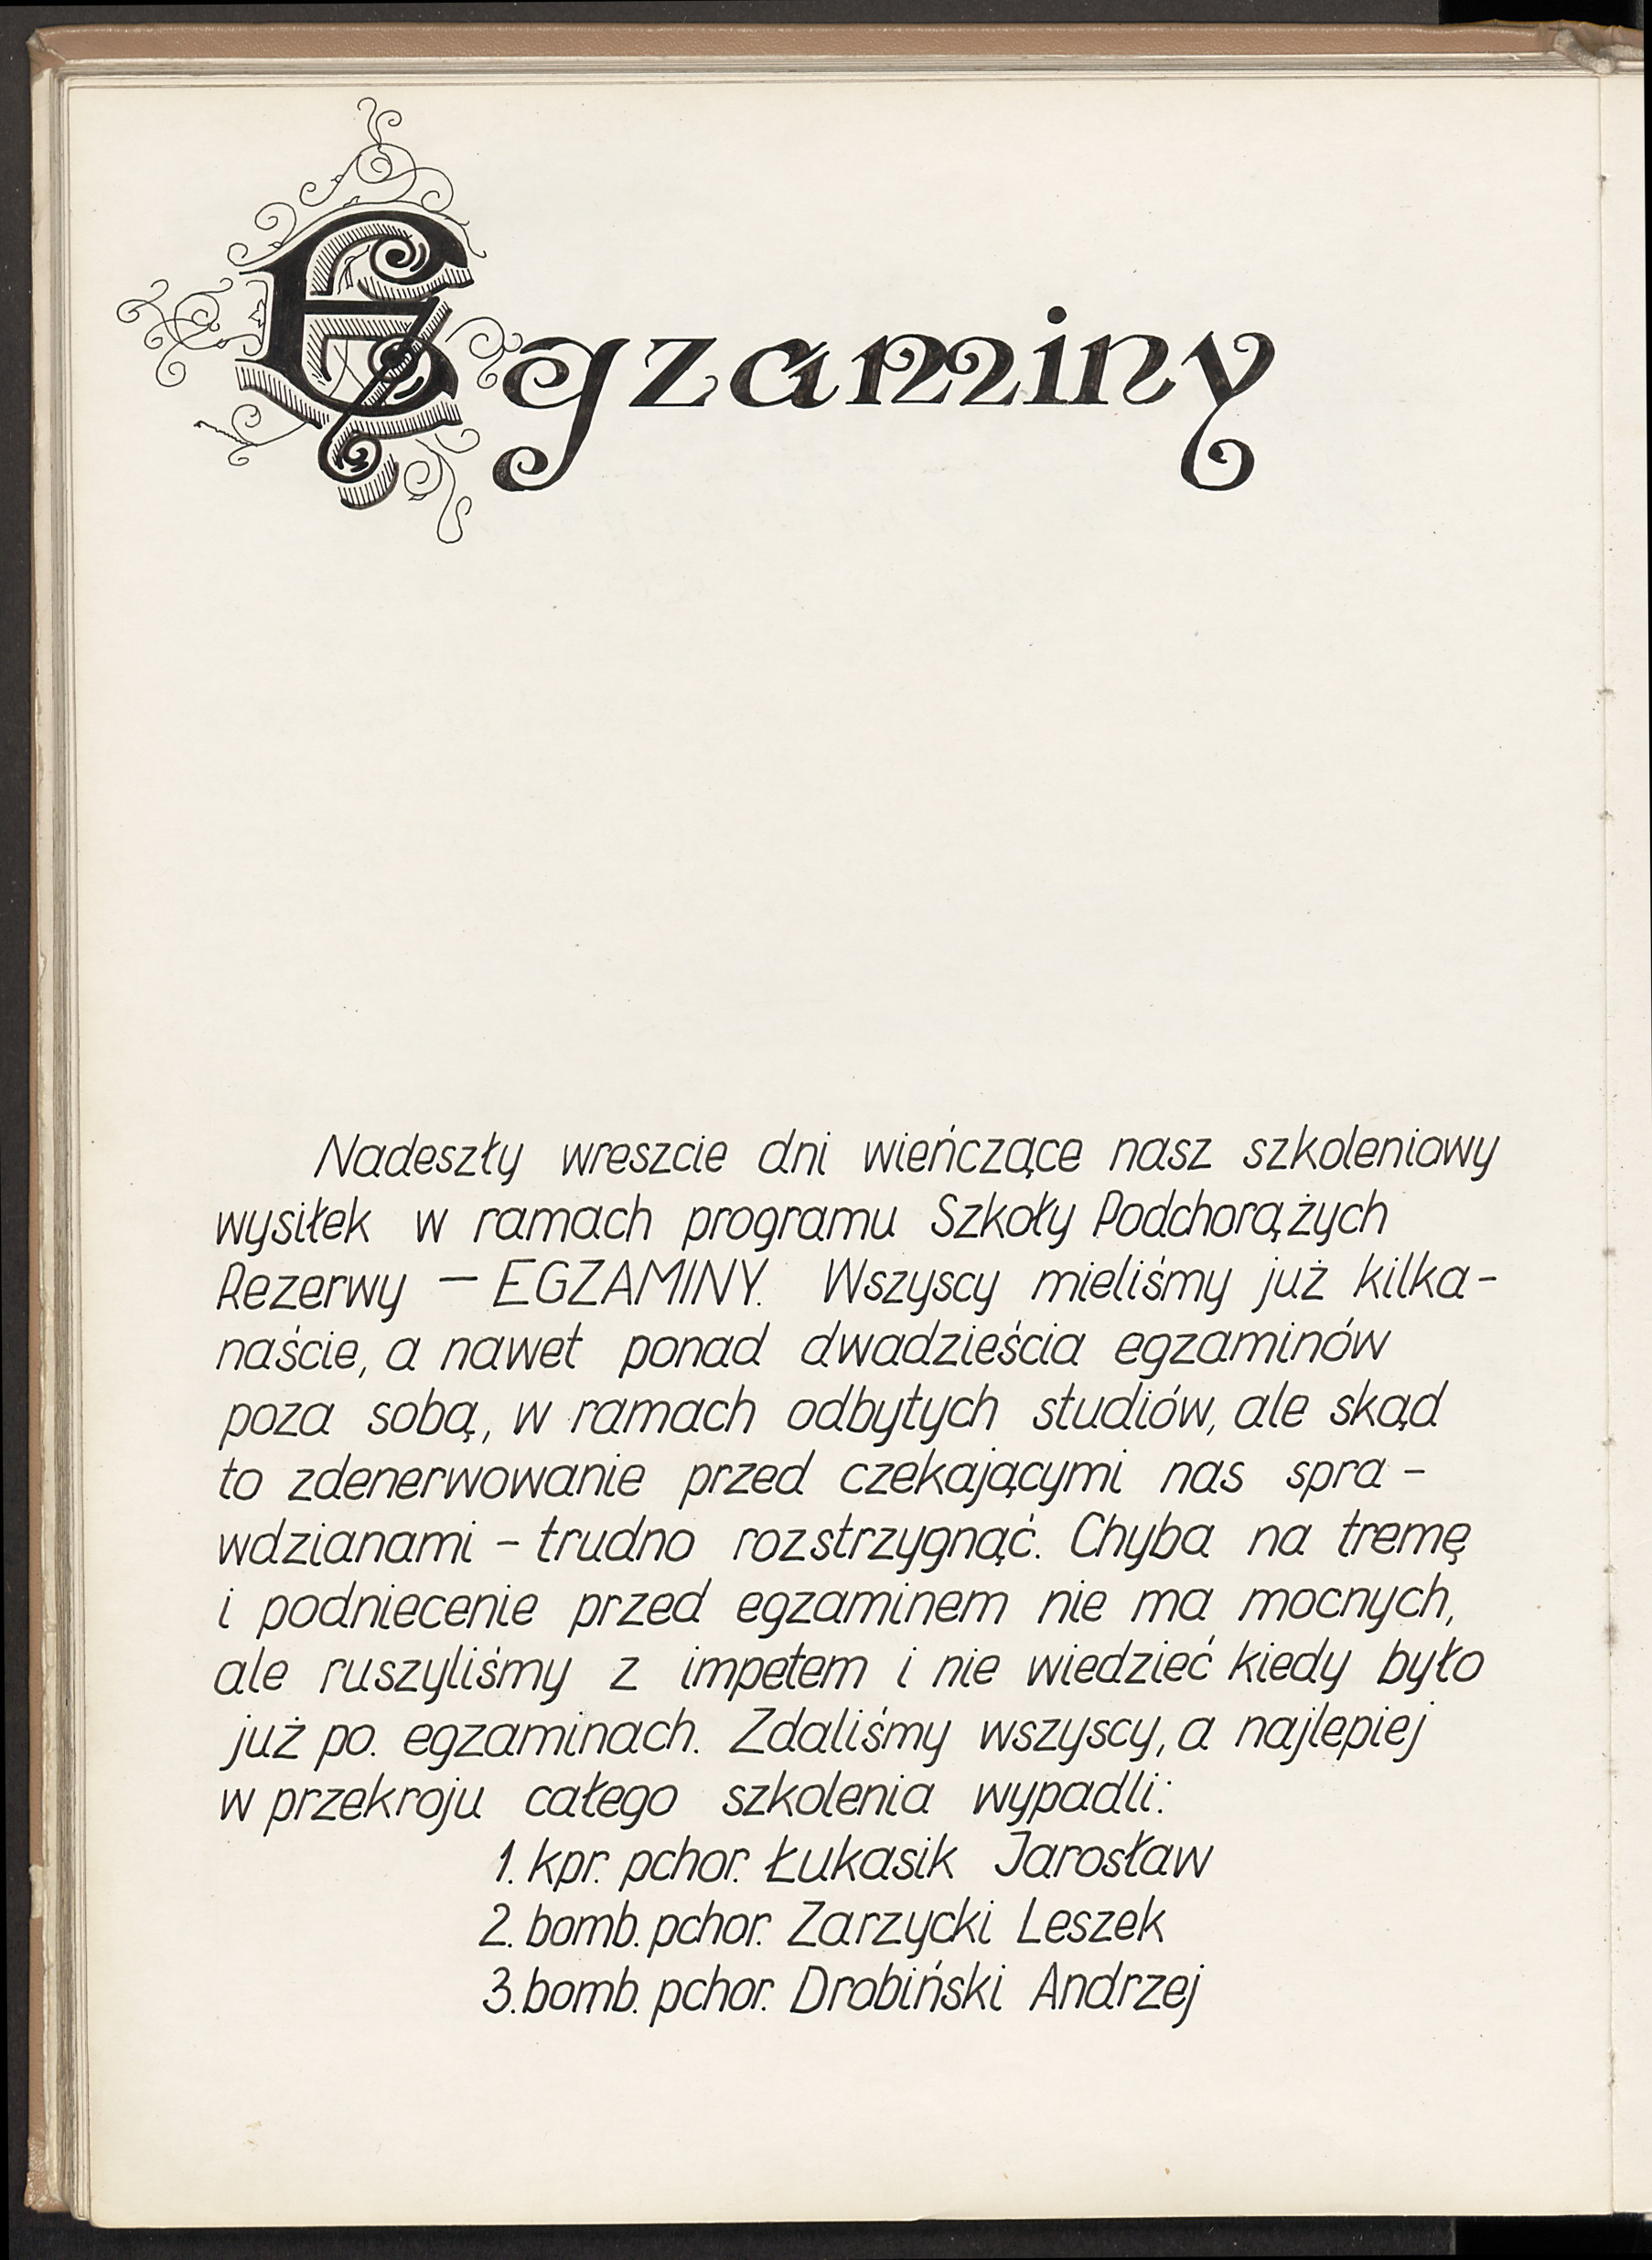 Egzaminy
Nadeszły wreszcie dni wieńczące nasz szkoleniowy
wysiłek w ramach programu Szkoły Podchorążych
Rezerwy — EGZAMINY. Wszyscy mieliśmy już kilka-
naście, a nawet ponad dwadzieścia egzaminów
poza sobą, w ramach odbytych studiów, ale skąd
to zdenerwowanie przed czekającymi nas spra-
wdzianami - trudno rozstrzygnąć. Chyba na tremę
i podniecenie przed egzaminem nie ma mocnych,
ale ruszyliśmy z impetem i nie wiedzieć kiedy było
już po. egzaminach. Zdaliśmy wszyscy, a najlepiej
w przekroju całego szkolenia wypadli:
1. kpr. pchor. Łukasik Jarosław
2. bomb. pchor. Zarzycki Leszek
3. bomb. pchor. Drobiński Andrzej